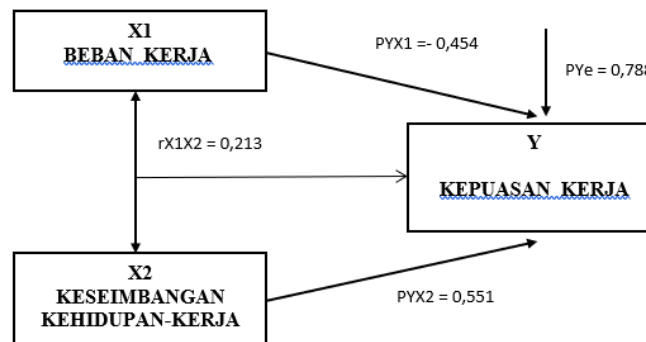 X1
BEBAN KERJA
PYX1 =- 0,454
PYe = 0,788
rX1X2 = 0,213
Y
KEPUASAN KERJA
X2
KESEIMBANGAN
KEHIDUPAN-KERJA
PYX2 = 0,551